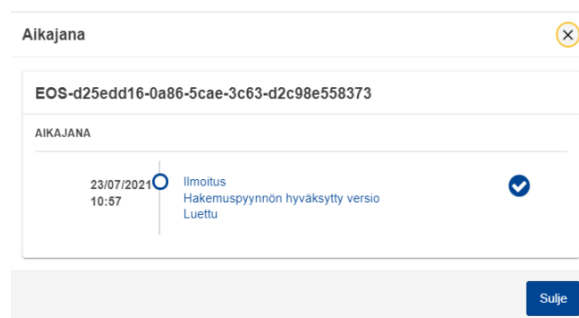 Aikajana
EOS-d25edd16-0a86-5cae-3c63-d2c98e558373
AIKAJANA
23/07/2021
10:57
Ilmoitus
Hakemuspyynnön hyväksytty versio
Luettu
Sulje